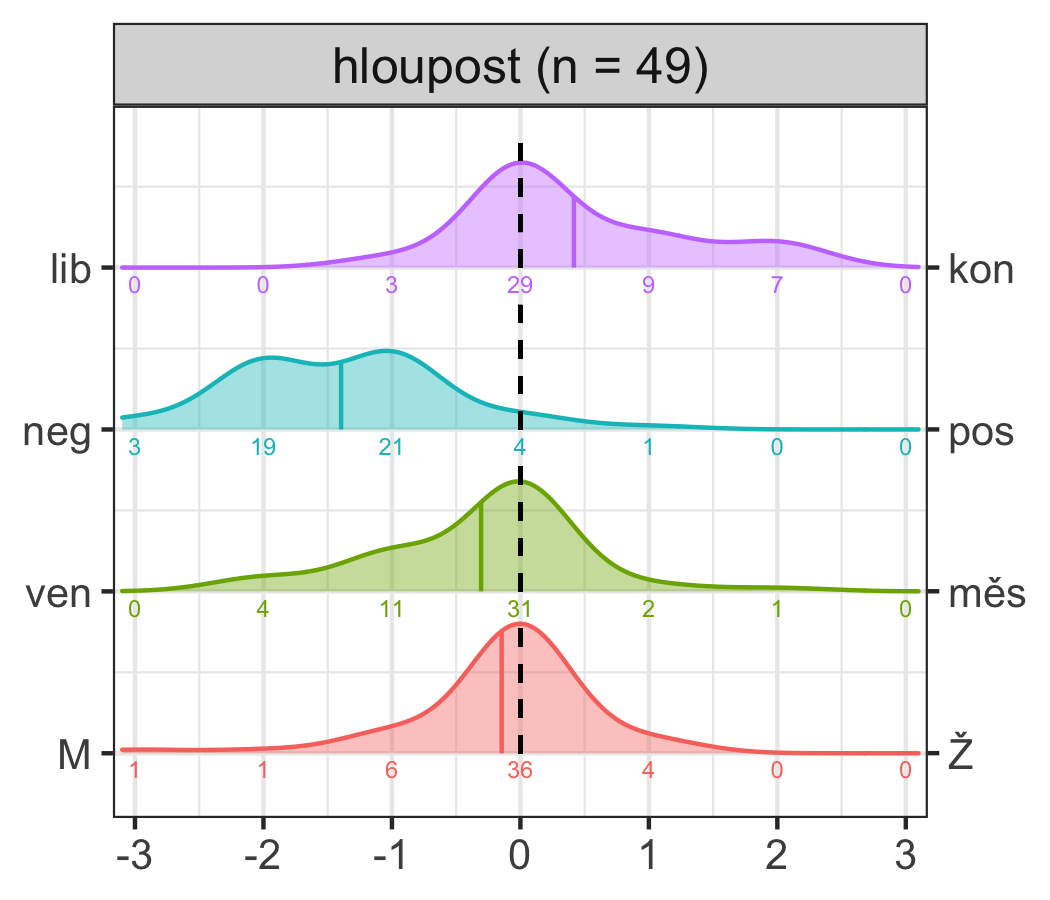 hloupost (n = 49)
lib kon
0 0 3 29 9 7 0
neg pos
3 19 21 4 1 0 0
ven měs
0 4 11 31 2 1 0
M Ž
1 1 6 36 4 0 0
-3 -2 -1 0 1 2 3